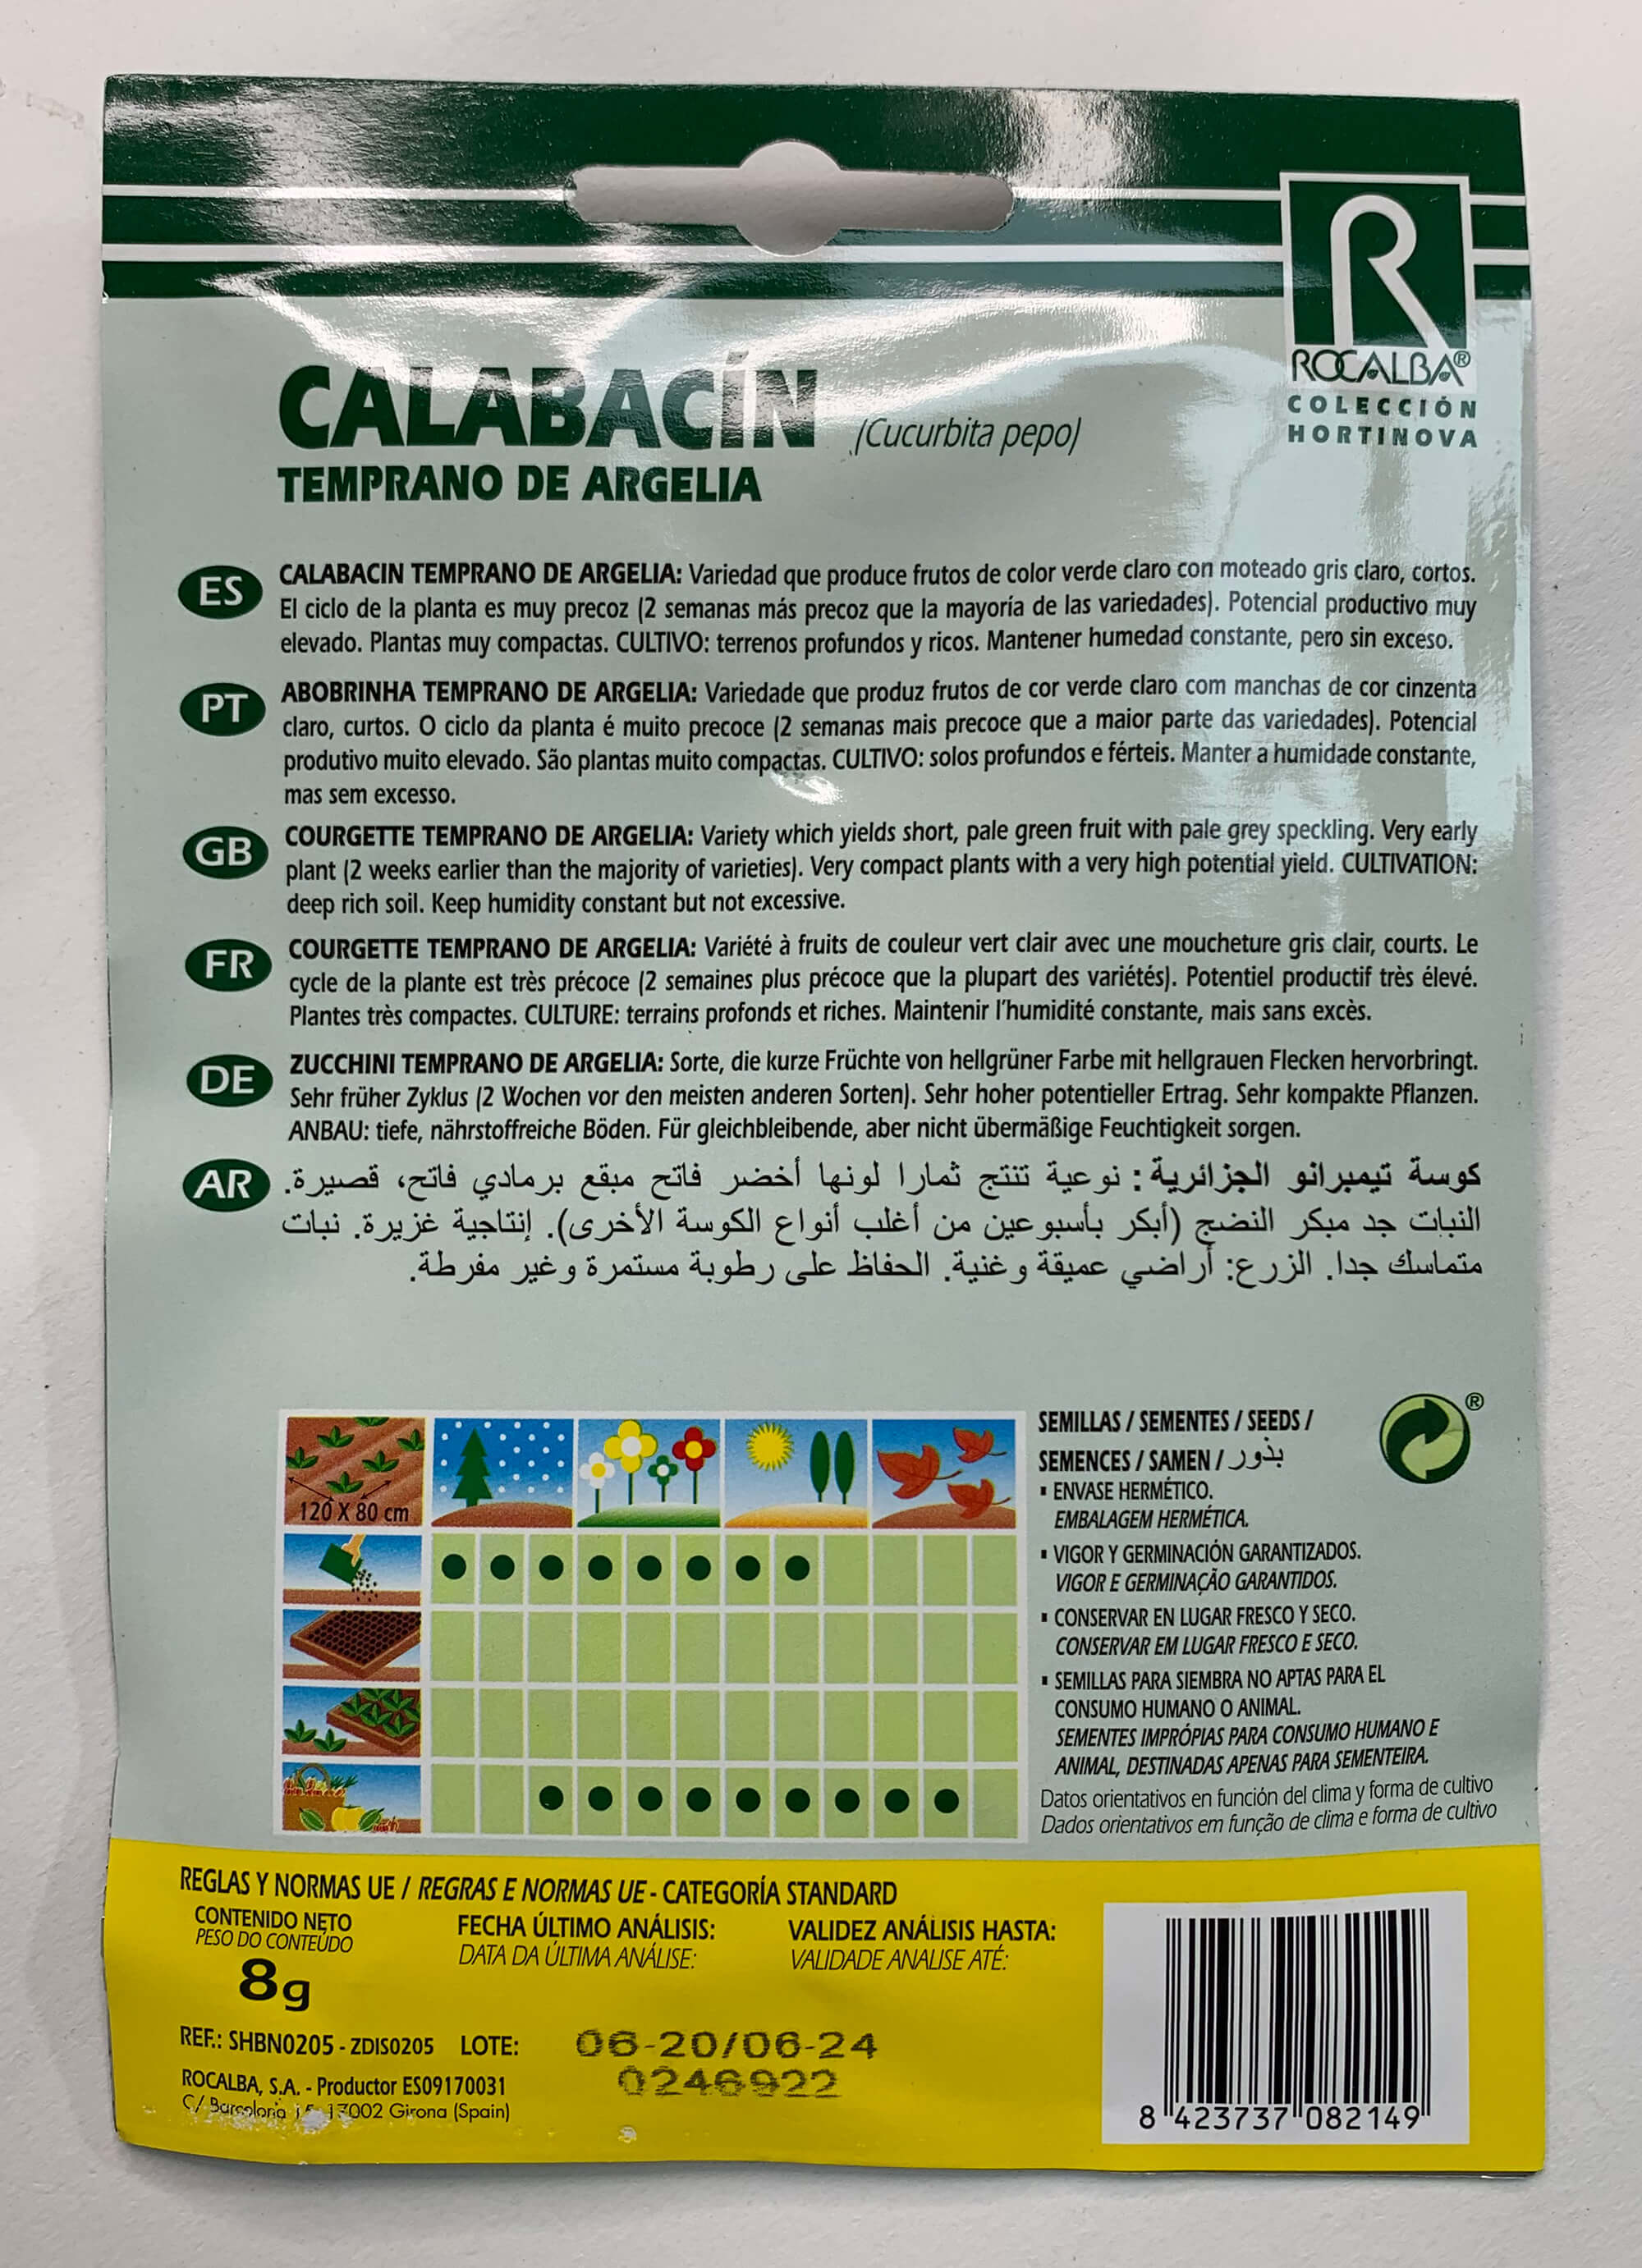 R
ROCALBA®
COLECCIÓN
HORTINOVA
CALABACÍN (Cucurbita pepo)
TEMPRANO DE ARGELIA
ES
CALABACIN TEMPRANO DE ARGELIA: Variedad que produce frutos de color verde claro con moteado gris claro, cortos.
El ciclo de la planta es muy precoz (2 semanas más precoz que la mayoría de las variedades). Potencial productivo muy
elevado. Plantas muy compactas. CULTIVO: terrenos profundos y ricos. Mantener humedad constante, pero sin exceso.
PT
ABOBRINHA TEMPRANO DE ARGELIA: Variedade que produz frutos de cor verde claro com manchas de cor cinzenta
claro, curtos. O ciclo da planta é muito precoce (2 semanas mais precoce que a maior parte das variedades). Potencial
produtivo muito elevado. São plantas muito compactas. CULTIVO: solos profundos e férteis. Manter a humidade constante,
mas sem excesso.
GB
COURGETTE TEMPRANO DE ARGELIA: Variety which yields short, pale green fruit with pale grey speckling. Very early
plant (2 weeks earlier than the majority of varieties). Very compact plants with a very high potential yield. CULTIVATION:
deep rich soil. Keep humidity constant but not excessive.
FR
COURGETTE TEMPRANO DE ARGELIA: Variété à fruits de couleur vert clair avec une moucheture gris clair, courts. Le
cycle de la plante est très précoce (2 semaines plus précoce que la plupart des variétés). Potentiel productif très élevé.
Plantes très compactes. CULTURE: terrains profonds et riches. Maintenir l'humidité constante, mais sans excès.
DE
ZUCCHINI TEMPRANO DE ARGELIA: Sorte, die kurze Früchte von hellgrüner Farbe mit hellgrauen Flecken hervorbringt.
Sehr früher Zyklus (2 Wochen vor den meisten anderen Sorten). Sehr hoher potentieller Ertrag. Sehr kompakte Pflanzen.
ANBAU: tiefe, nährstoffreiche Böden. Für gleichbleibende, aber nicht übermäßige Feuchtigkeit sorgen.
AR
كوسة تيمبرانو الجزائرية : نوعية تنتج ثمارا لونها أخضر فاتح مبقع برمادي فاتح، قصيرة.
النبات جد مبكر النضج (أبكر بأسبوعين من أغلب أنواع الكوسة الأخرى). إنتاجية غزيرة. نبات
متماسك جدا. الزرع: أراضي عميقة وغنية. الحفاظ على رطوبة مستمرة وغير مفرطة.
120 X 80 cm
SEMILLAS / SEMENTES / SEEDS /
SEMENCES / SAMEN / بذور
®
▪ ENVASE HERMÉTICO.
EMBALAGEM HERMÉTICA.
▪ VIGOR Y GERMINACIÓN GARANTIZADOS.
VIGOR E GERMINAÇÃO GARANTIDOS.
▪ CONSERVAR EN LUGAR FRESCO Y SECO.
CONSERVAR EM LUGAR FRESCO E SECO.
▪ SEMILLAS PARA SIEMBRA NO APTAS PARA EL
CONSUMO HUMANO O ANIMAL.
SEMENTES IMPRÓPIAS PARA CONSUMO HUMANO E
ANIMAL, DESTINADAS APENAS PARA SEMENTEIRA.
Datos orientativos en función del clima y forma de cultivo
Dados orientativos em função de clima e forma de cultivo
REGLAS Y NORMAS UE / REGRAS E NORMAS UE - CATEGORÍA STANDARD
CONTENIDO NETO
PESO DO CONTEÚDO
8g
FECHA ÚLTIMO ANÁLISIS:
DATA DA ÚLTIMA ANÁLISE:
VALIDEZ ANÁLISIS HASTA:
VALIDADE ANALISE ATÉ:
REF.: SHBN0205 - ZDIS0205 LOTE:
06-20/06-24
0246922
ROCALBA, S.A. - Productor ES09170031
C/ Barcelona 17002 Girona (Spain)
8 423737 082149